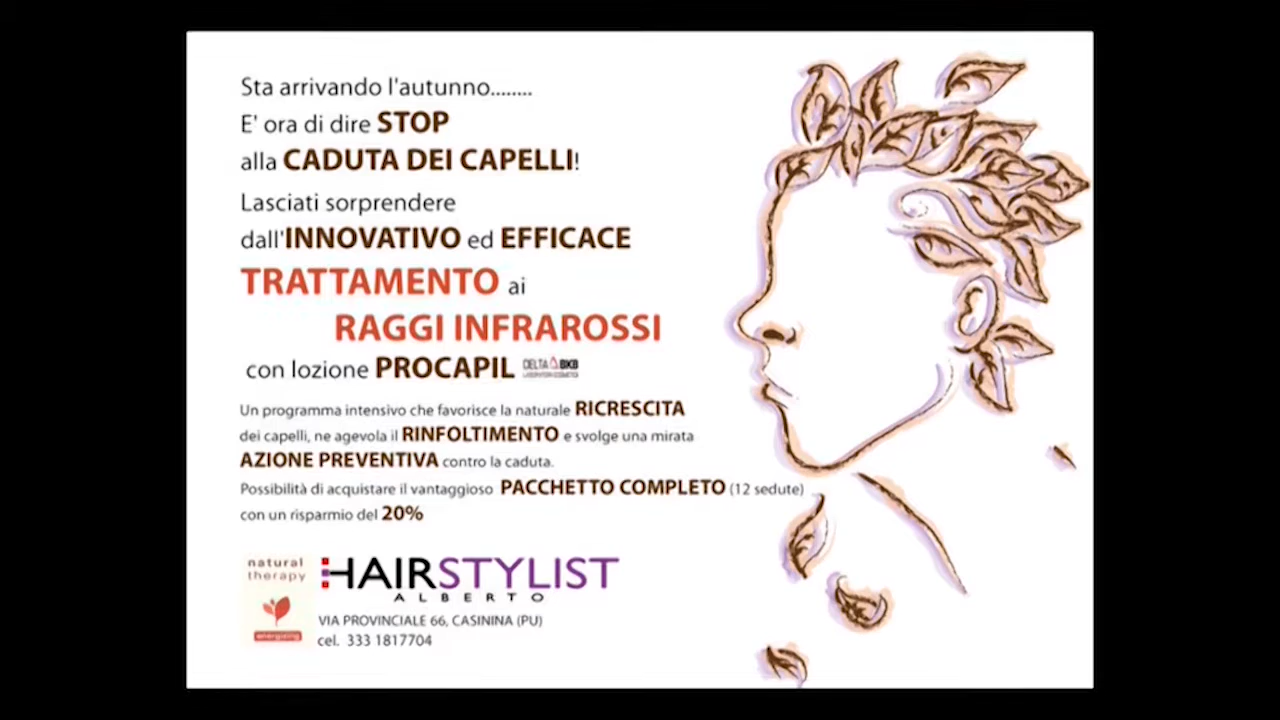 Sta arrivando l'autunno........
E' ora di dire STOP
alla CADUTA DEI CAPELLI!
Lasciati sorprendere
dall'INNOVATIVO ed EFFICACE
TRATTAMENTO ai
RAGGI INFRAROSSI
con lozione PROCAPIL DELTA BKB
Un programma intensivo che favorisce la naturale RICRESCITA
dei capelli, ne agevola il RINFOLTIMENTO e svolge una mirata
AZIONE PREVENTIVA contro la caduta.
Possibilità di acquistare il vantaggioso PACCHETTO COMPLETO (12 sedute)
con un risparmio del 20%
natural
therapy
energizing
HAIRSTYLIST
ALBERTO
VIA PROVINCIALE 66, CASININA (PU)
cel. 333 1817704